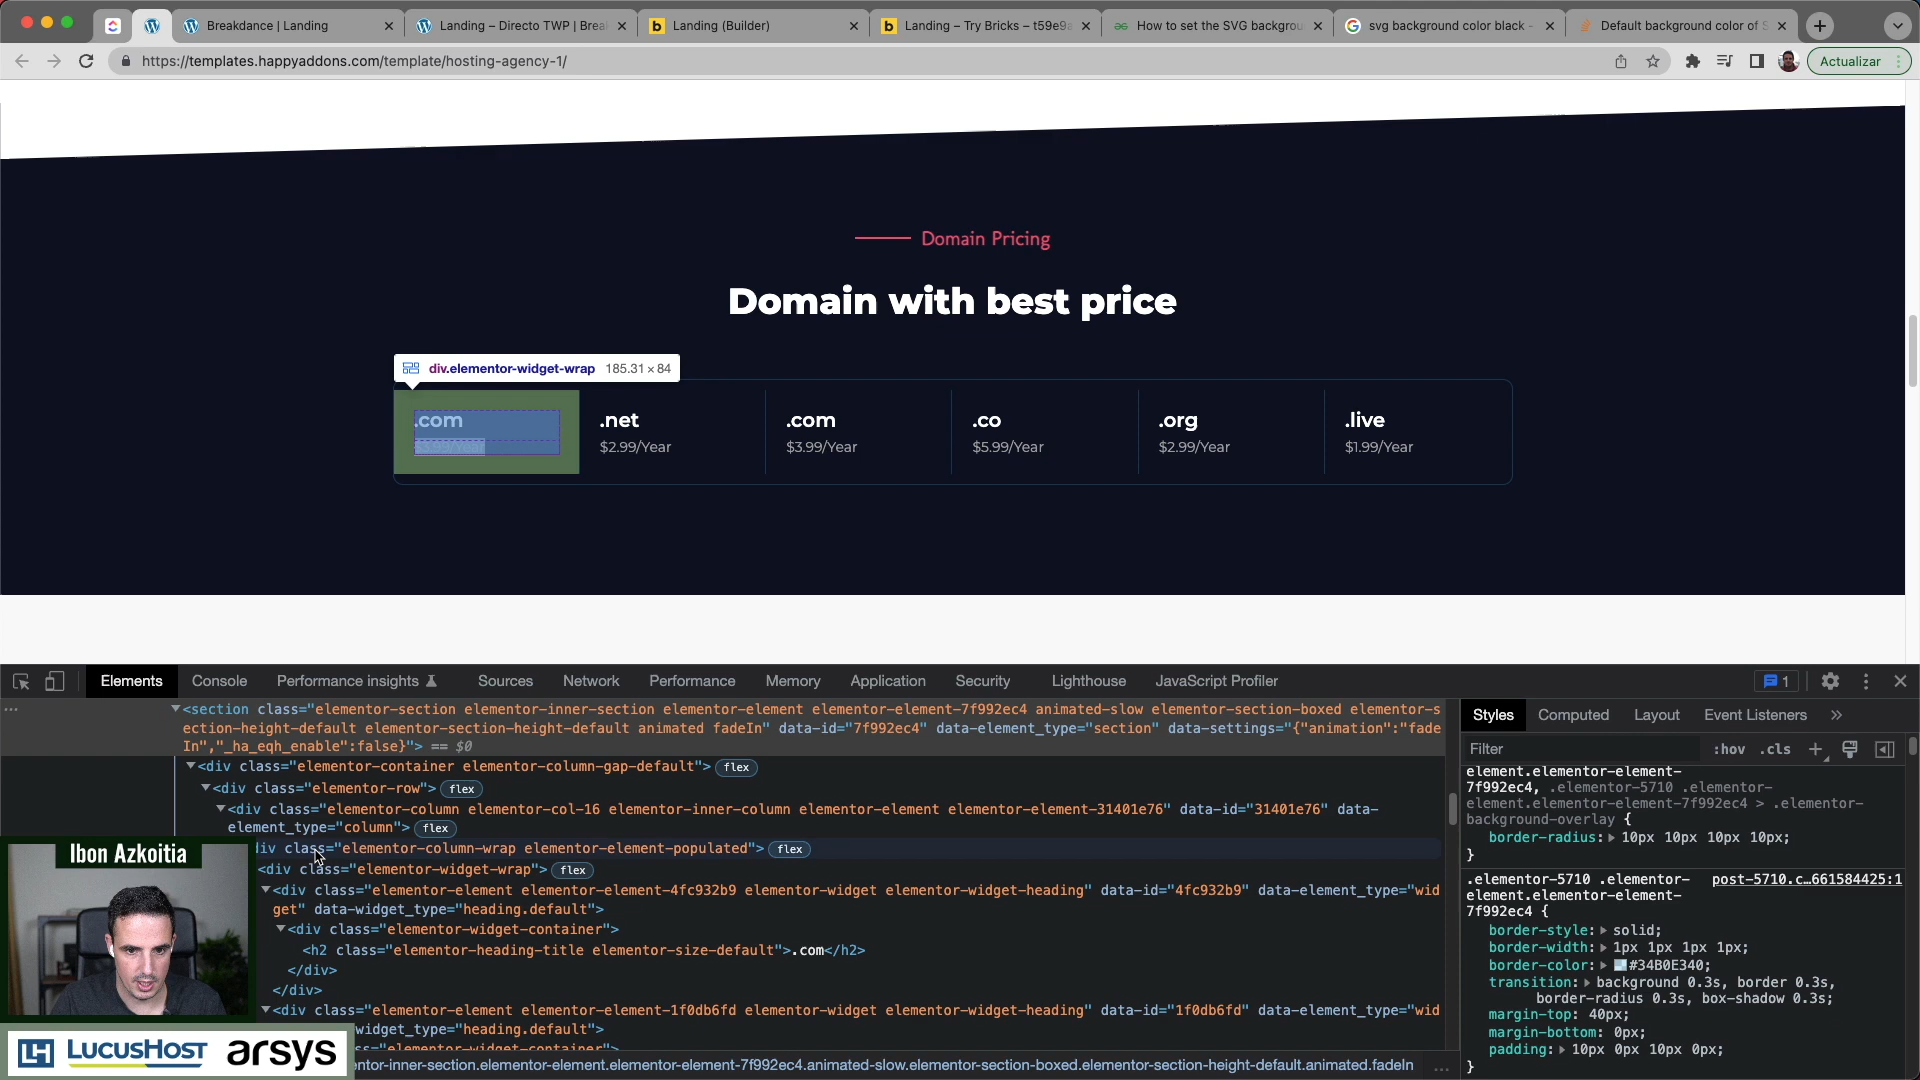 Breakdance | Landing
Landing – Directo TWP | Break
Landing (Builder)
Landing – Try Bricks – t59e9a
How to set the SVG backgrou
svg background color black -
Default background color of S
https://templates.happyaddons.com/template/hosting-agency-1/
Actualizar
Domain Pricing
Domain with best price
div.elementor-widget-wrap 185.31 × 84
.com
.net
.com
.co
.org
.live
$3.99/Year
$2.99/Year
$3.99/Year
$5.99/Year
$2.99/Year
$1.99/Year
Elements
Console
Performance insights
Sources
Network
Performance
Memory
Application
Security
Lighthouse
JavaScript Profiler
1
<section class="elementor-section elementor-inner-section elementor-element elementor-element-7f992ec4 animated-slow elementor-section-boxed elementor-s
ection-height-default elementor-section-height-default animated fadeIn" data-id="7f992ec4" data-element_type="section" data-settings="{"animation":"fade
In","_ha_eqh_enable":false}"> == $0
<div class="elementor-container elementor-column-gap-default"> flex
<div class="elementor-row"> flex
<div class="elementor-column elementor-col-16 elementor-inner-column elementor-element elementor-element-31401e76" data-id="31401e76" data-
element_type="column"> flex
div class="elementor-column-wrap elementor-element-populated"> flex
<div class="elementor-widget-wrap"> flex
<div class="elementor-element elementor-element-4fc932b9 elementor-widget elementor-widget-heading" data-id="4fc932b9" data-element_type="wid
get" data-widget_type="heading.default">
<div class="elementor-widget-container">
<h2 class="elementor-heading-title elementor-size-default">.com</h2>
</div>
</div>
<div class="elementor-element elementor-element-1f0db6fd elementor-widget elementor-widget-heading" data-id="1f0db6fd" data-element_type="wid
widget_type="heading.default">
ss="elementor-widget-container">
entor-inner-section.elementor-element.elementor-element-7f992ec4.animated-slow.elementor-section-boxed.elementor-section-height-default.animated.fadeIn
...
Styles
Computed
Layout
Event Listeners
Filter
:hov .cls
element.elementor-element-
7f992ec4, .elementor-5710 .elementor-
element.elementor-element-7f992ec4 > .elementor-
background-overlay {
border-radius: 10px 10px 10px 10px;
}
.elementor-5710 .elementor- post-5710.c…661584425:1
element.elementor-element-
7f992ec4 {
border-style: solid;
border-width: 1px 1px 1px 1px;
border-color: #34B0E340;
transition: background 0.3s, border 0.3s,
border-radius 0.3s, box-shadow 0.3s;
margin-top: 40px;
margin-bottom: 0px;
padding: 10px 0px 10px 0px;
}
Ibon Azkoitia
LUCUSHOST
arsys